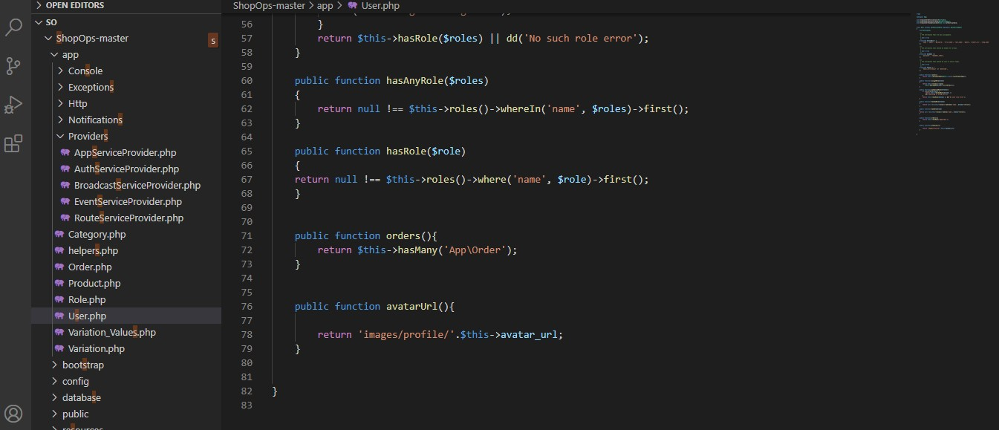 OPEN EDITORS
SO
ShopOps-master
S
app
Console
Exceptions
Http
Notifications
Providers
AppServiceProvider.php
AuthServiceProvider.php
BroadcastServiceProvider.php
EventServiceProvider.php
RouteServiceProvider.php
Category.php
helpers.php
Order.php
Product.php
Role.php
User.php
Variation_Values.php
Variation.php
bootstrap
config
database
public
resources
ShopOps-master > app > User.php
56 }
57 return $this->hasRole($roles) || dd('No such role error');
58 }
59
60 public function hasAnyRole($roles)
61 {
62 return null !== $this->roles()->whereIn('name', $roles)->first();
63 }
64
65 public function hasRole($role)
66 {
67 return null !== $this->roles()->where('name', $role)->first();
68 }
69
70
71 public function orders(){
72 return $this->hasMany('App\Order');
73 }
74
75
76 public function avatarUrl(){
77
78 return 'images/profile/'.$this->avatar_url;
79 }
80
81
82 }
83